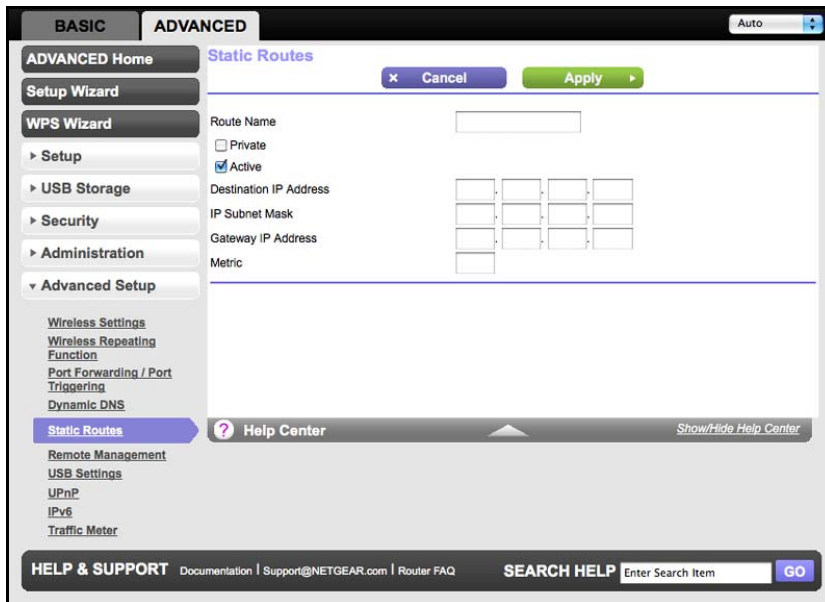 BASIC
ADVANCED
Auto
ADVANCED Home
Setup Wizard
WPS Wizard
Setup
USB Storage
Security
Administration
Advanced Setup
Wireless Settings
Wireless Repeating
Function
Port Forwarding / Port
Triggering
Dynamic DNS
Static Routes
Remote Management
USB Settings
UPnP
IPv6
Traffic Meter
Static Routes
× Cancel
Apply
Route Name
Private
Active
Destination IP Address
. . .
IP Subnet Mask
. . .
Gateway IP Address
. . .
Metric
? Help Center
Show/Hide Help Center
HELP & SUPPORT Documentation | Support@NETGEAR.com | Router FAQ
SEARCH HELP Enter Search Item GO